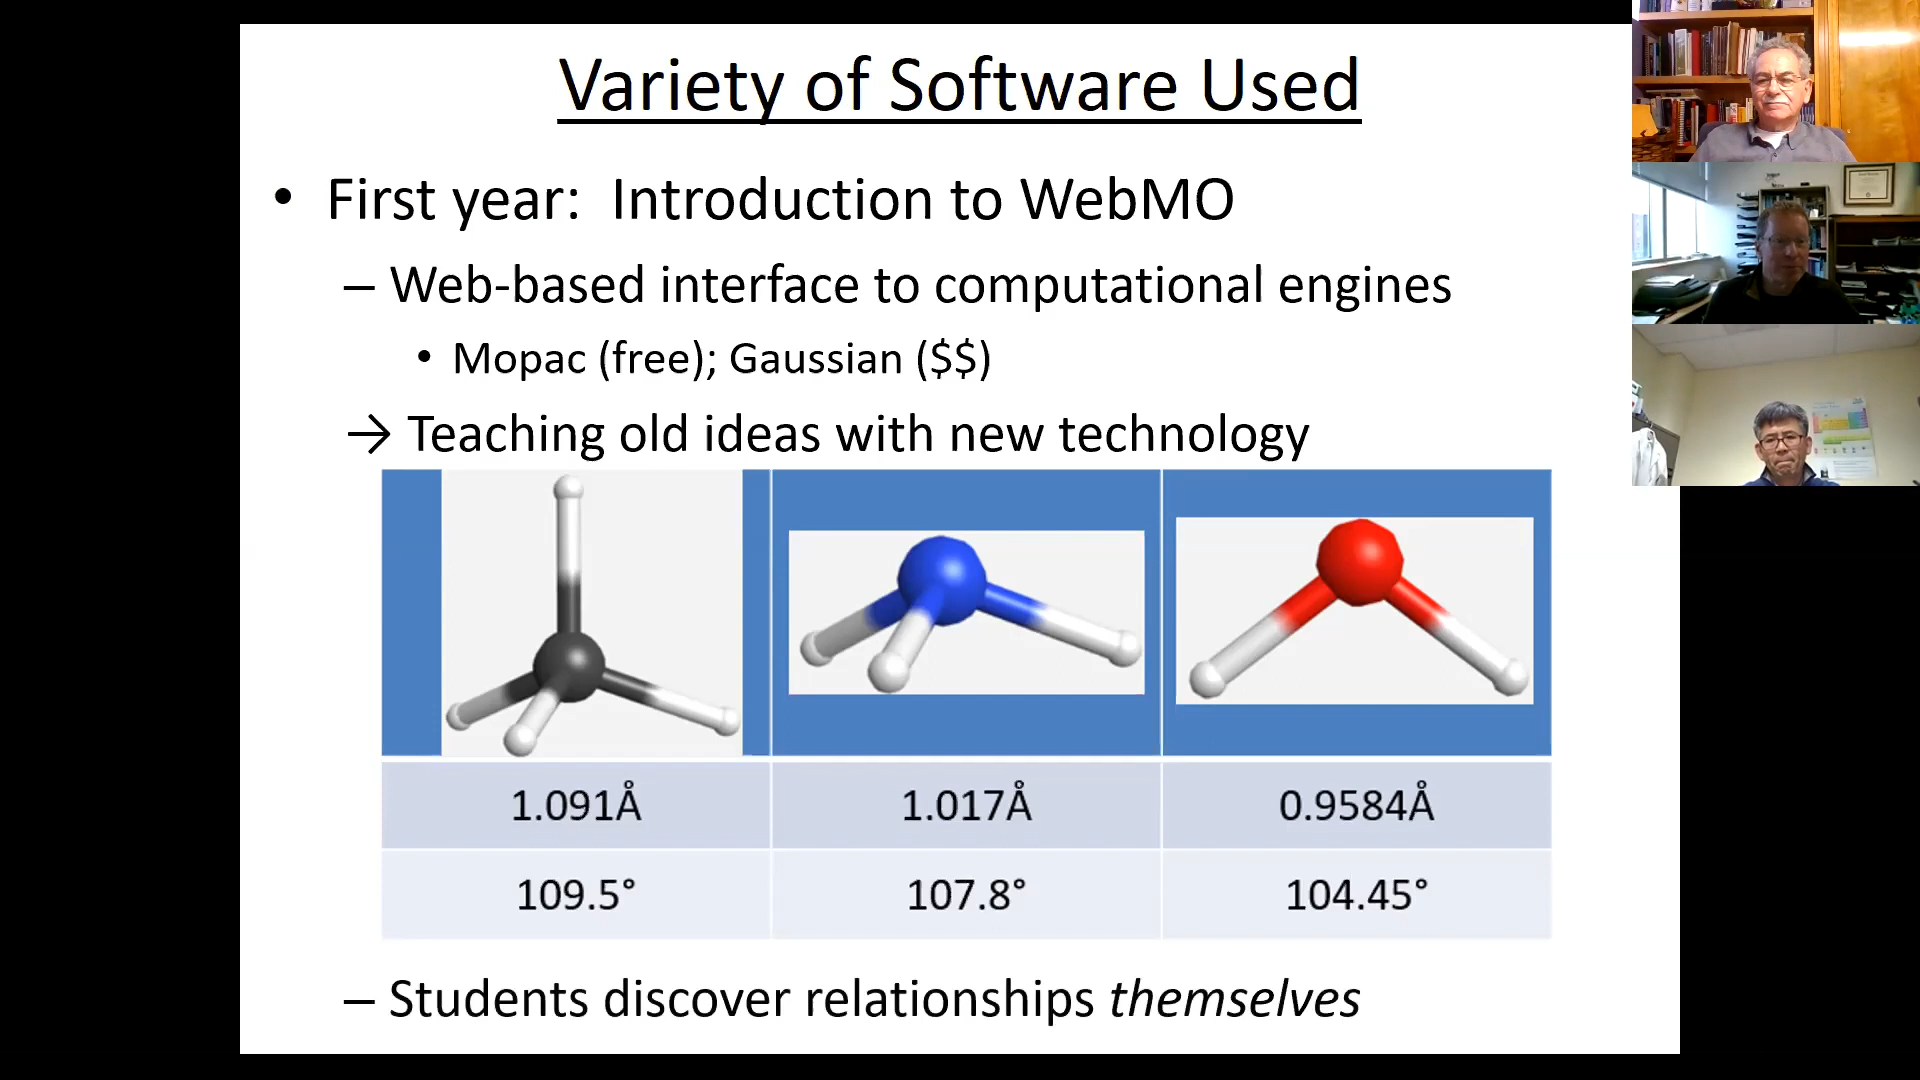 Variety of Software Used
• First year:  Introduction to WebMO
– Web-based interface to computational engines
• Mopac (free); Gaussian ($$)
→ Teaching old ideas with new technology
1.091Å 1.017Å 0.9584Å
109.5° 107.8° 104.45°
– Students discover relationships themselves